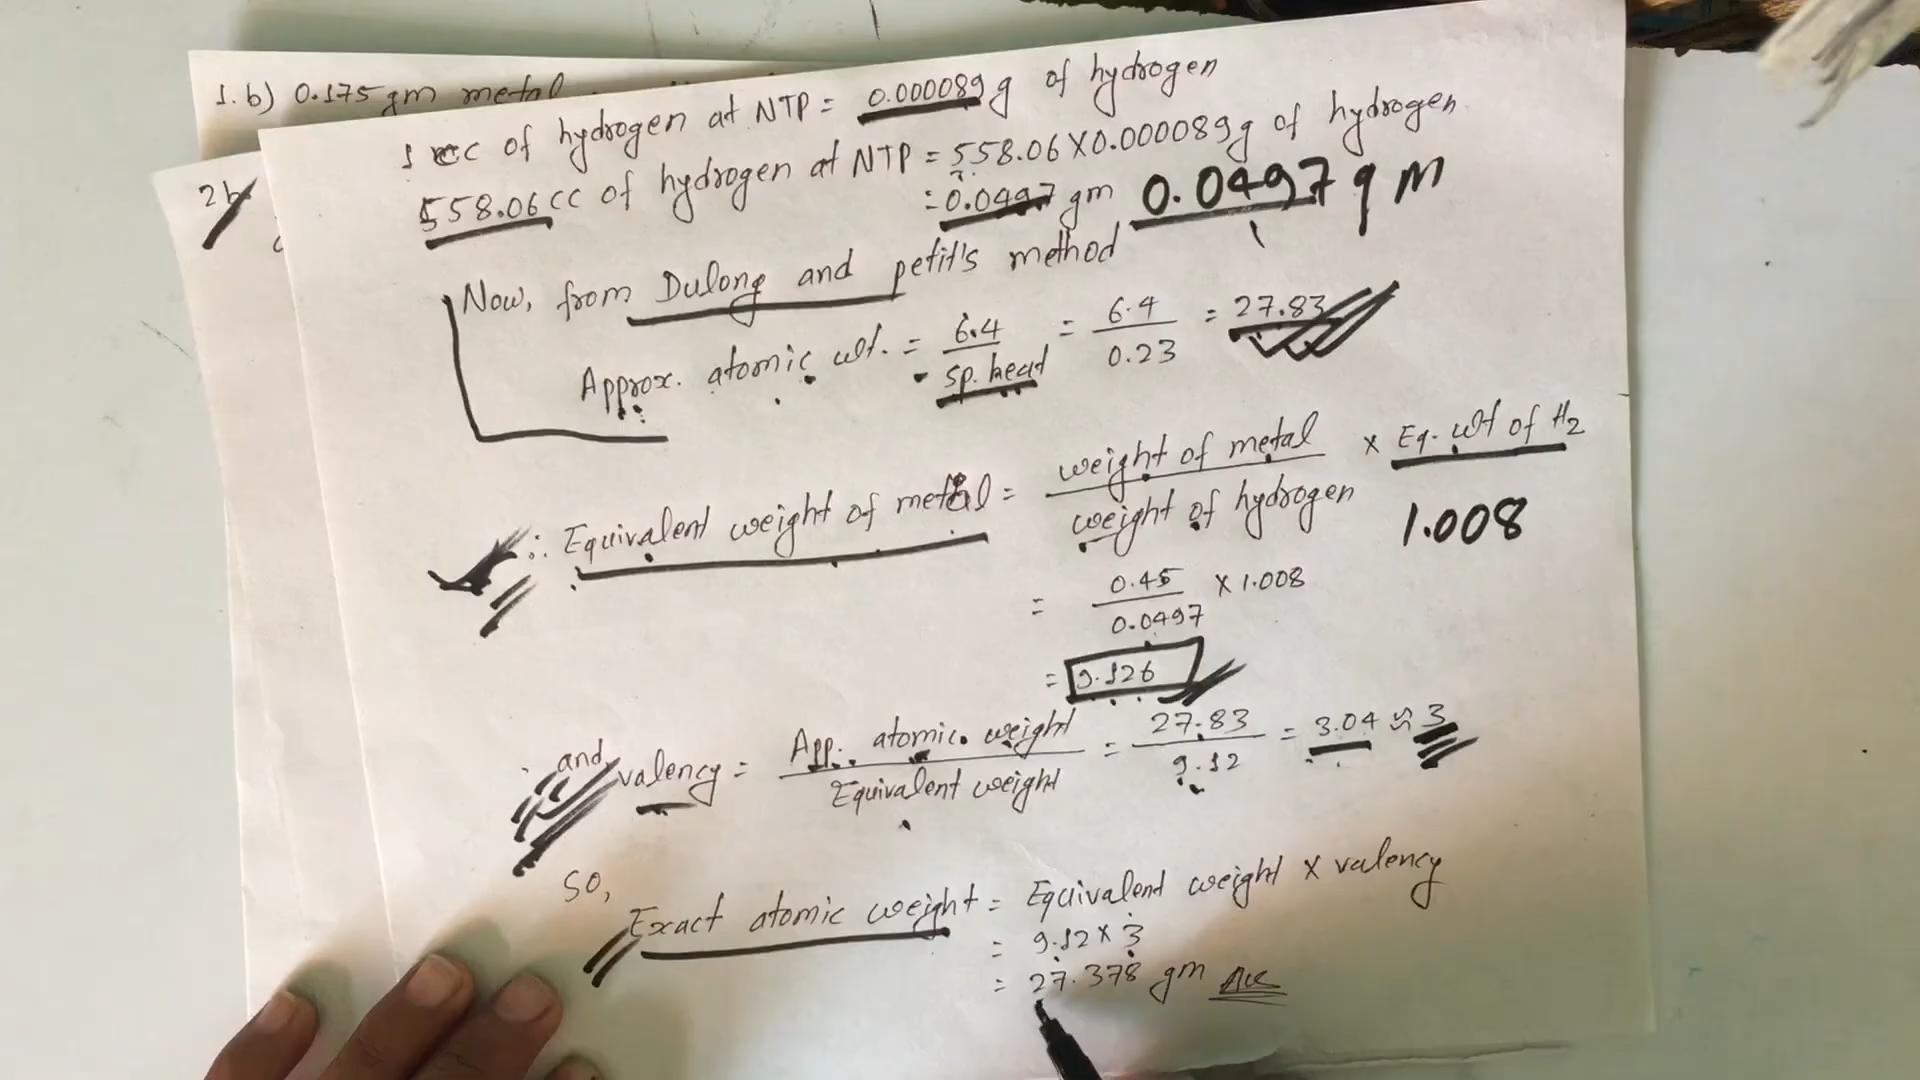 1.b) 0.175 gm metal
2b
1 cc of hydrogen at NTP = 0.000089 g of hydrogen
558.06 cc of hydrogen at NTP = 558.06 X 0.000089 g of hydrogen
= 0.0497 gm 0.0497 gm
Now, from Dulong and petit's method
Approx. atomic wt. = 6.4 / sp. heat = 6.4 / 0.23 = 27.83
∴ Equivalent weight of metal = weight of metal / weight of hydrogen × Eq. wt of H2
1.008
= 0.45 / 0.0497 X 1.008
= 9.126
and, valency = App. atomic weight / Equivalent weight = 27.83 / 9.12 = 3.04 ≈ 3
so,
Exact atomic weight = Equivalent weight X valency
= 9.12 X 3
= 27.378 gm